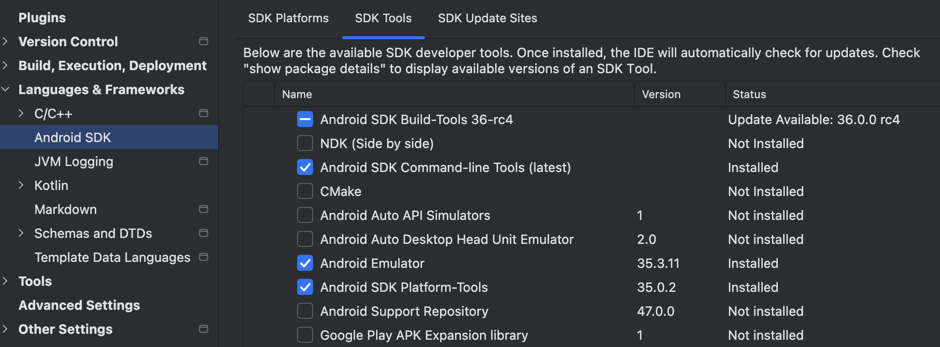 Plugins
Version Control
Build, Execution, Deployment
Languages & Frameworks
C/C++
Android SDK
JVM Logging
Kotlin
Markdown
Schemas and DTDs
Template Data Languages
Tools
Advanced Settings
Other Settings
SDK Platforms SDK Tools SDK Update Sites
Below are the available SDK developer tools. Once installed, the IDE will automatically check for updates. Check
"show package details" to display available versions of an SDK Tool.
Name Version Status
Android SDK Build-Tools 36-rc4 Update Available: 36.0.0 rc4
NDK (Side by side) Not Installed
Android SDK Command-line Tools (latest) Installed
CMake Not Installed
Android Auto API Simulators 1 Not installed
Android Auto Desktop Head Unit Emulator 2.0 Not installed
Android Emulator 35.3.11 Installed
Android SDK Platform-Tools 35.0.2 Installed
Android Support Repository 47.0.0 Not installed
Google Play APK Expansion library 1 Not installed